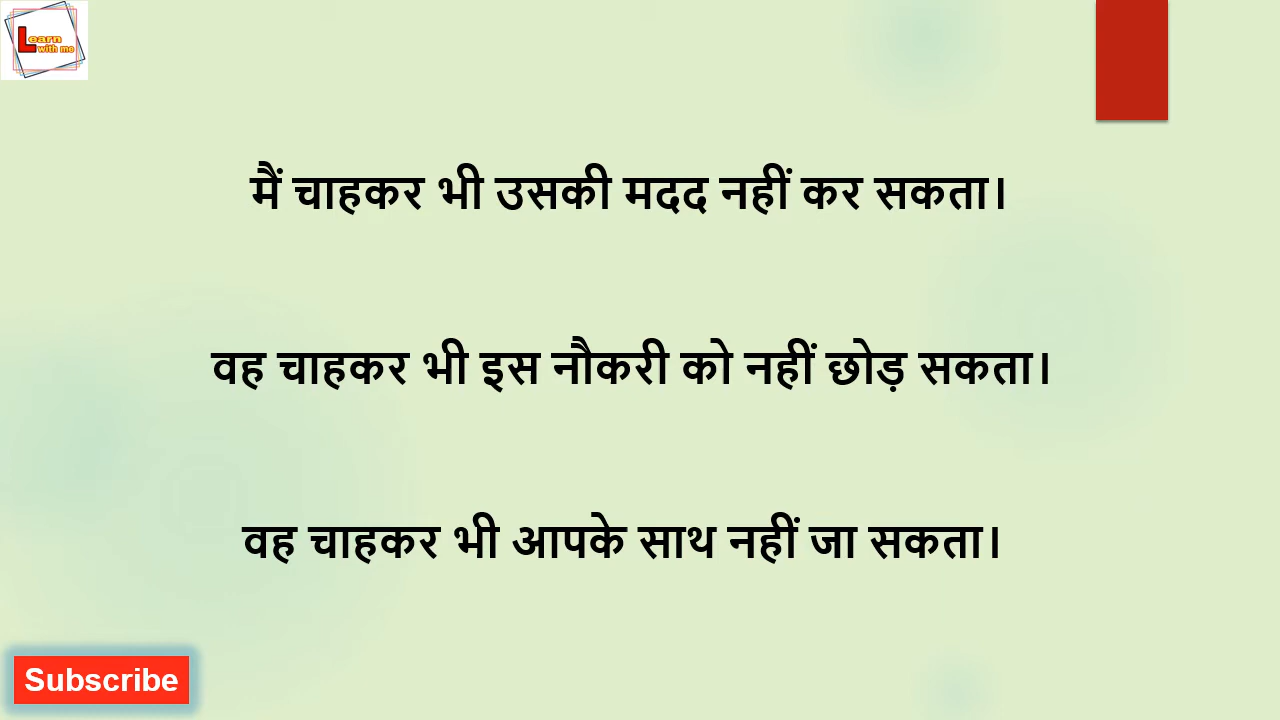 Learn
with me
मैं चाहकर भी उसकी मदद नहीं कर सकता।
वह चाहकर भी इस नौकरी को नहीं छोड़ सकता।
वह चाहकर भी आपके साथ नहीं जा सकता।
Subscribe